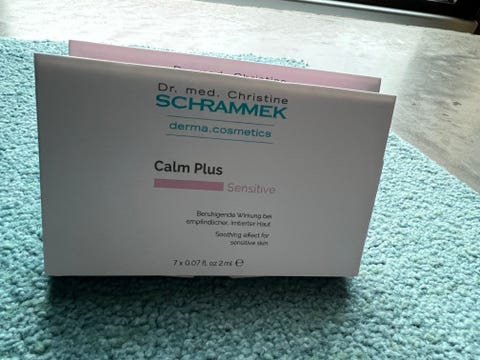 Dr. med. Christine
SCHRAMMEK
derma.cosmetics
Calm Plus
Sensitive
Beruhigende Wirkung bei
empfindlicher, irritierter Haut
Soothing effect for
sensitive skin
7 x 0.07 fl. oz 2 ml ℮